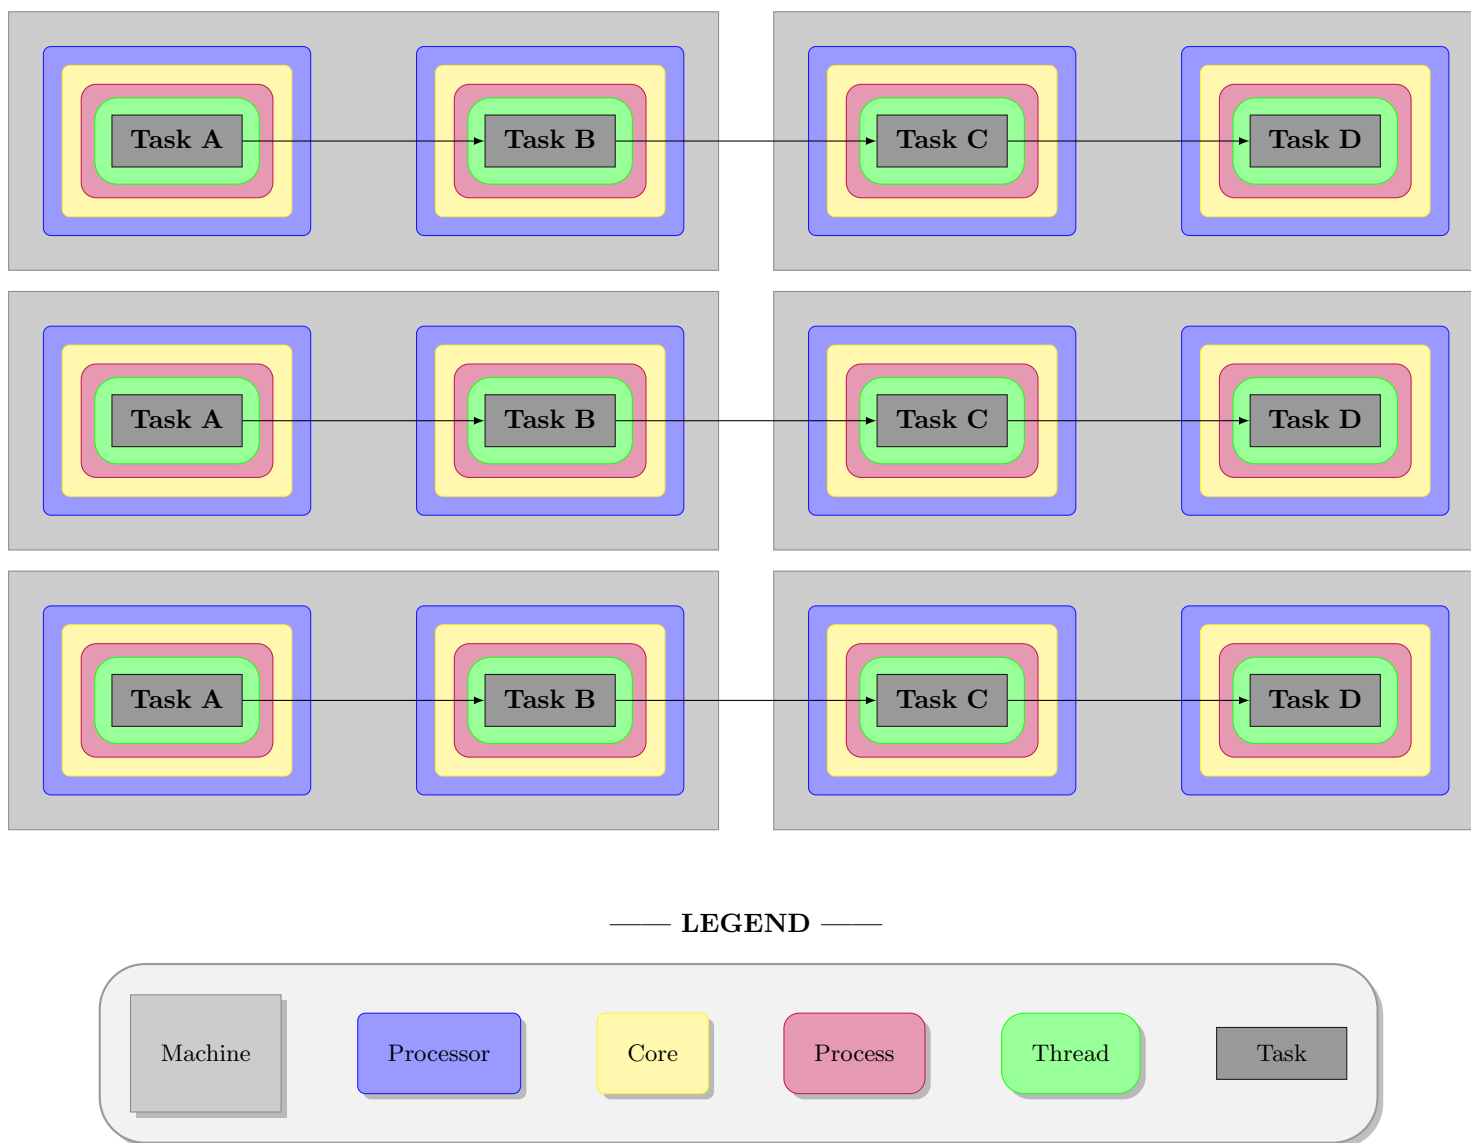 Task A Task B Task C Task D
Task A Task B Task C Task D
Task A Task B Task C Task D
LEGEND
Machine Processor Core Process Thread Task